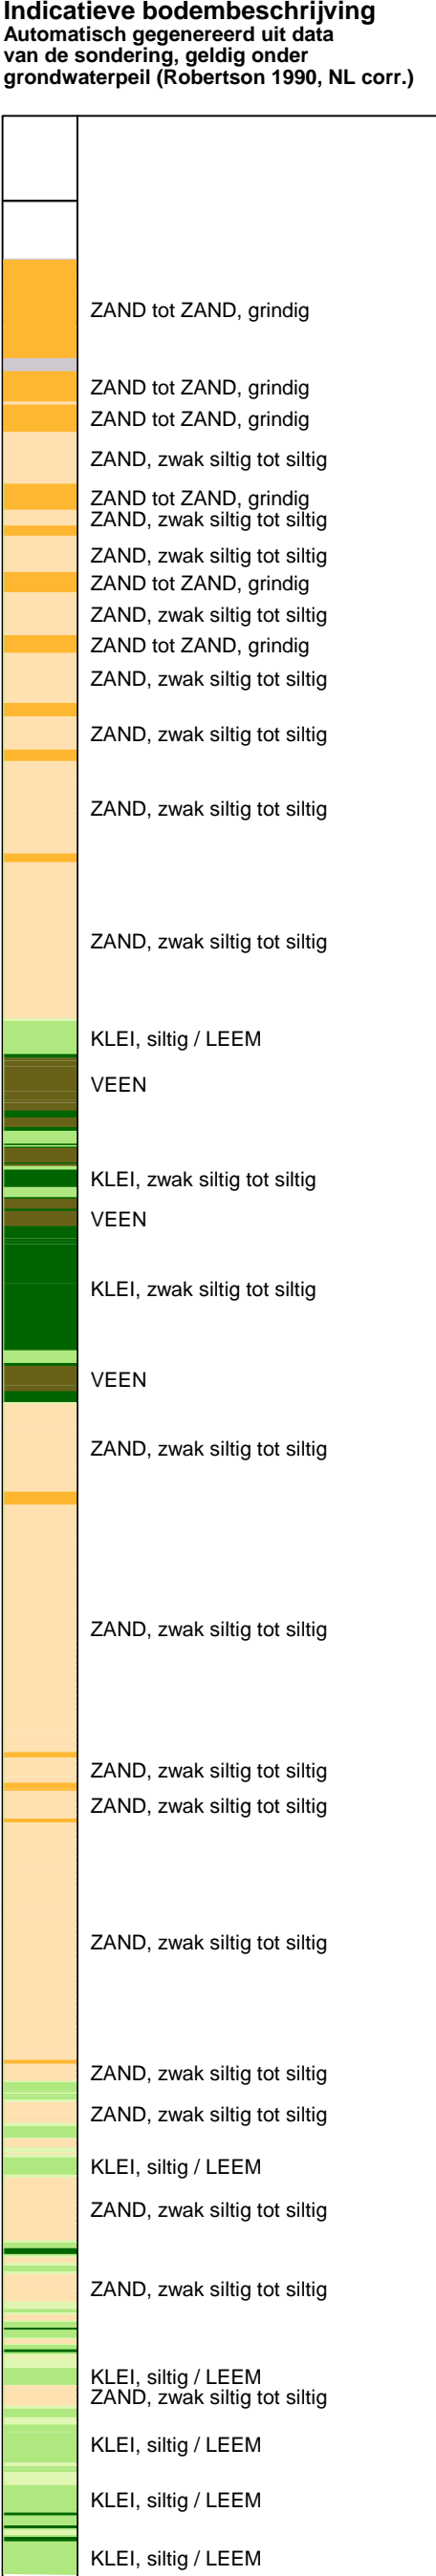 Indicatieve bodembeschrijving
Automatisch gegenereerd uit data
van de sondering, geldig onder
grondwaterpeil (Robertson 1990, NL corr.)
ZAND tot ZAND, grindig
ZAND tot ZAND, grindig
ZAND tot ZAND, grindig
ZAND, zwak siltig tot siltig
ZAND tot ZAND, grindig
ZAND, zwak siltig tot siltig
ZAND, zwak siltig tot siltig
ZAND tot ZAND, grindig
ZAND, zwak siltig tot siltig
ZAND tot ZAND, grindig
ZAND, zwak siltig tot siltig
ZAND, zwak siltig tot siltig
ZAND, zwak siltig tot siltig
ZAND, zwak siltig tot siltig
KLEI, siltig / LEEM
VEEN
KLEI, zwak siltig tot siltig
VEEN
KLEI, zwak siltig tot siltig
VEEN
ZAND, zwak siltig tot siltig
ZAND, zwak siltig tot siltig
ZAND, zwak siltig tot siltig
ZAND, zwak siltig tot siltig
ZAND, zwak siltig tot siltig
ZAND, zwak siltig tot siltig
ZAND, zwak siltig tot siltig
KLEI, siltig / LEEM
ZAND, zwak siltig tot siltig
ZAND, zwak siltig tot siltig
KLEI, siltig / LEEM
ZAND, zwak siltig tot siltig
KLEI, siltig / LEEM
KLEI, siltig / LEEM
KLEI, siltig / LEEM